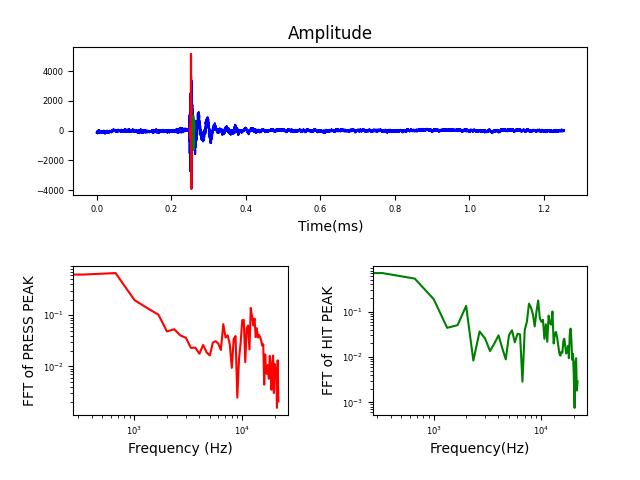 Amplitude
4000
2000
0
−2000
−4000
0.0 0.2 0.4 0.6 0.8 1.0 1.2
Time(ms)
FFT of PRESS PEAK
10⁻¹
10⁻²
10³ 10⁴
Frequency (Hz)
FFT of HIT PEAK
10⁻¹
10⁻²
10⁻³
10³ 10⁴
Frequency(Hz)